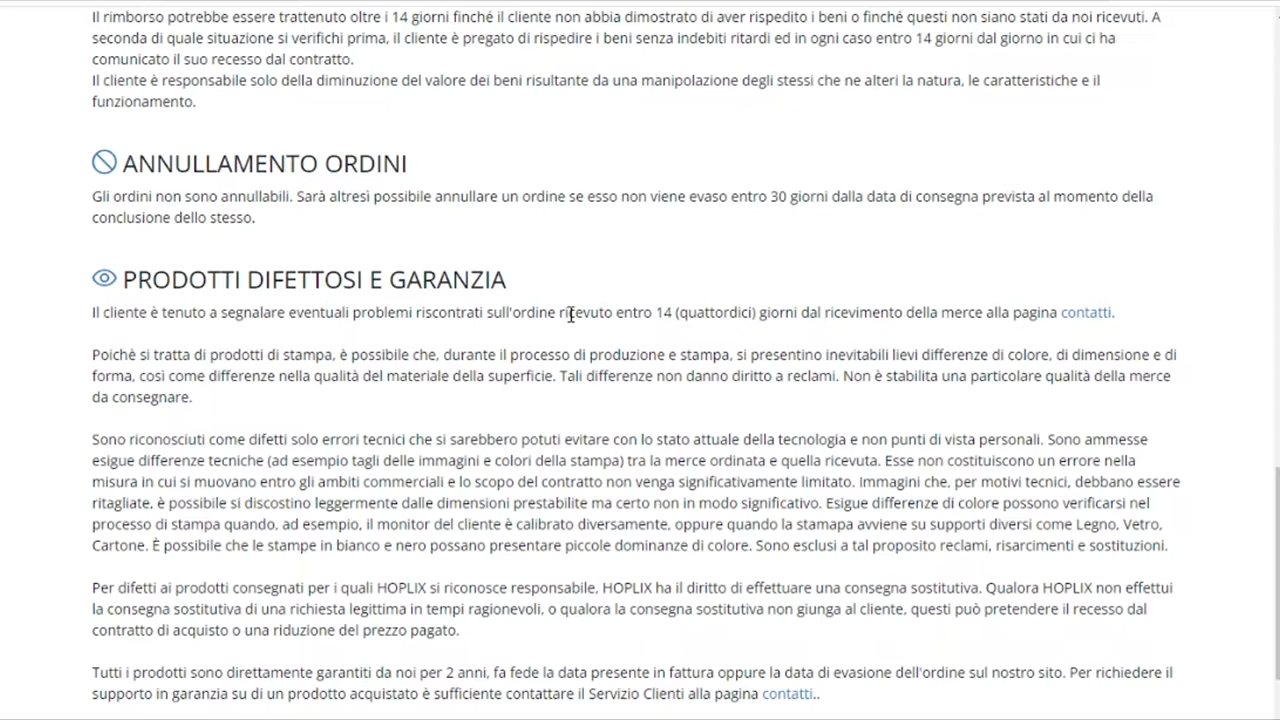 Il rimborso potrebbe essere trattenuto oltre i 14 giorni finché il cliente non abbia dimostrato di aver rispedito i beni o finché questi non siano stati da noi ricevuti. A
seconda di quale situazione si verifichi prima, il cliente è pregato di rispedire i beni senza indebiti ritardi ed in ogni caso entro 14 giorni dal giorno in cui ci ha
comunicato il suo recesso dal contratto.
Il cliente è responsabile solo della diminuzione del valore dei beni risultante da una manipolazione degli stessi che ne alteri la natura, le caratteristiche e il
funzionamento.
ANNULLAMENTO ORDINI
Gli ordini non sono annullabili. Sarà altresì possibile annullare un ordine se esso non viene evaso entro 30 giorni dalla data di consegna prevista al momento della
conclusione dello stesso.
PRODOTTI DIFETTOSI E GARANZIA
Il cliente è tenuto a segnalare eventuali problemi riscontrati sull'ordine ricevuto entro 14 (quattordici) giorni dal ricevimento della merce alla pagina contatti.
Poichè si tratta di prodotti di stampa, è possibile che, durante il processo di produzione e stampa, si presentino inevitabili lievi differenze di colore, di dimensione e di
forma, così come differenze nella qualità del materiale della superficie. Tali differenze non danno diritto a reclami. Non è stabilita una particolare qualità della merce
da consegnare.
Sono riconosciuti come difetti solo errori tecnici che si sarebbero potuti evitare con lo stato attuale della tecnologia e non punti di vista personali. Sono ammesse
esigue differenze tecniche (ad esempio tagli delle immagini e colori della stampa) tra la merce ordinata e quella ricevuta. Esse non costituiscono un errore nella
misura in cui si muovano entro gli ambiti commerciali e lo scopo del contratto non venga significativamente limitato. Immagini che, per motivi tecnici, debbano essere
ritagliate, è possibile si discostino leggermente dalle dimensioni prestabilite ma certo non in modo significativo. Esigue differenze di colore possono verificarsi nel
processo di stampa quando, ad esempio, il monitor del cliente è calibrato diversamente, oppure quando la stamapa avviene su supporti diversi come Legno, Vetro,
Cartone. È possibile che le stampe in bianco e nero possano presentare piccole dominanze di colore. Sono esclusi a tal proposito reclami, risarcimenti e sostituzioni.
Per difetti ai prodotti consegnati per i quali HOPLIX si riconosce responsabile, HOPLIX ha il diritto di effettuare una consegna sostitutiva. Qualora HOPLIX non effettui
la consegna sostitutiva di una richiesta legittima in tempi ragionevoli, o qualora la consegna sostitutiva non giunga al cliente, questi può pretendere il recesso dal
contratto di acquisto o una riduzione del prezzo pagato.
Tutti i prodotti sono direttamente garantiti da noi per 2 anni, fa fede la data presente in fattura oppure la data di evasione dell'ordine sul nostro sito. Per richiedere il
supporto in garanzia su di un prodotto acquistato è sufficiente contattare il Servizio Clienti alla pagina contatti..